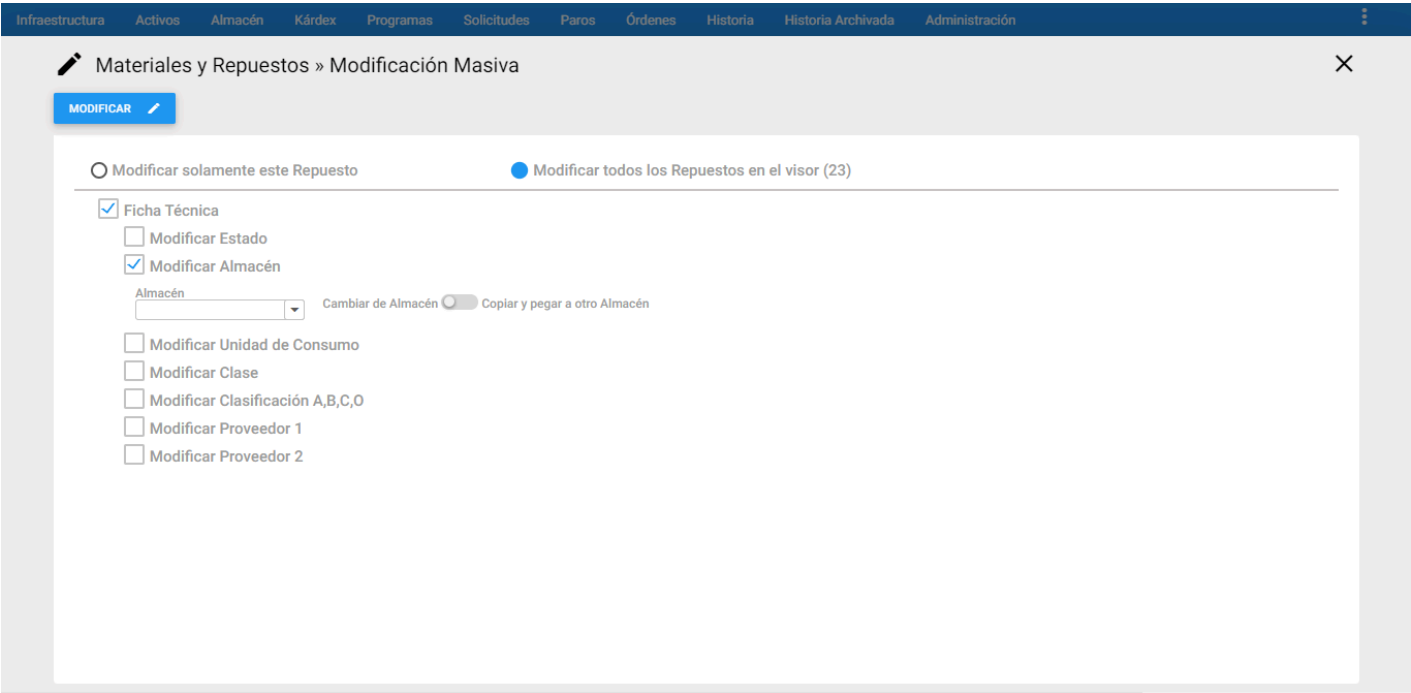 Infraestructura Activos Almacén Kárdex Programas Solicitudes Paros Órdenes Historia Historia Archivada Administración
Materiales y Repuestos » Modificación Masiva
MODIFICAR
Modificar solamente este Repuesto Modificar todos los Repuestos en el visor (23)
Ficha Técnica
Modificar Estado
Modificar Almacén
Almacén
Cambiar de Almacén Copiar y pegar a otro Almacén
Modificar Unidad de Consumo
Modificar Clase
Modificar Clasificación A,B,C,O
Modificar Proveedor 1
Modificar Proveedor 2